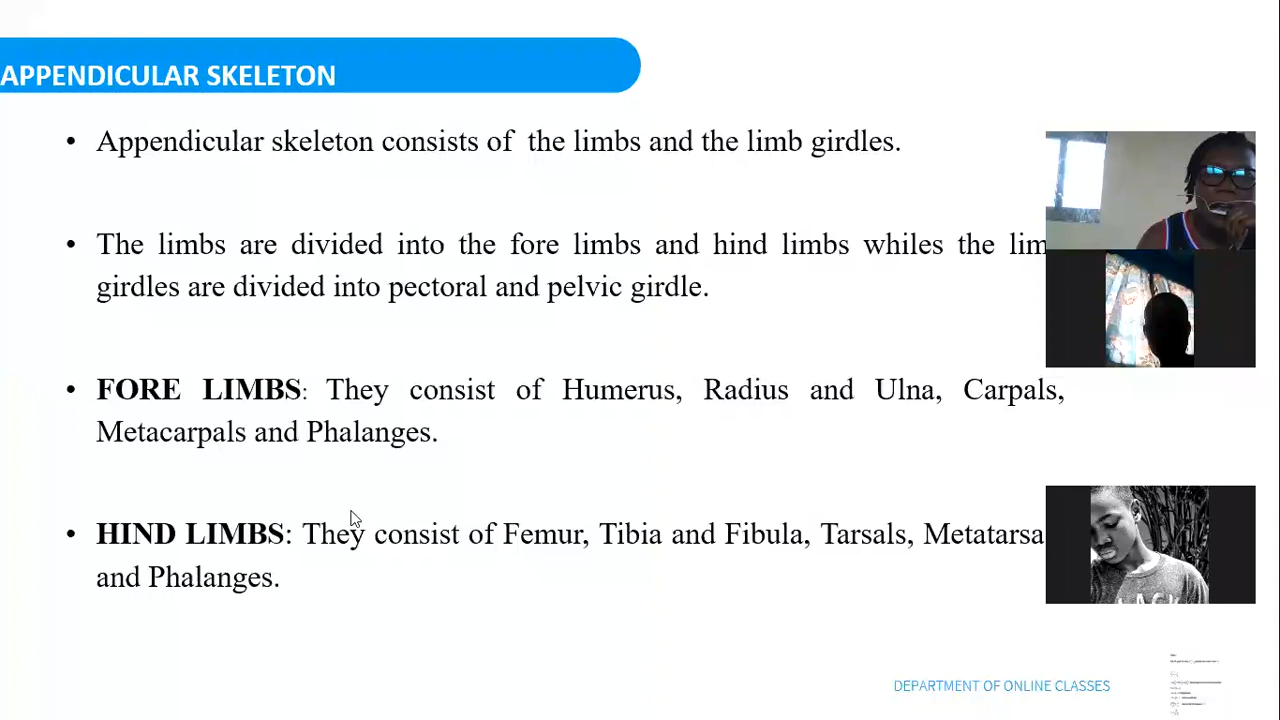 APPENDICULAR SKELETON
• Appendicular skeleton consists of the limbs and the limb girdles.
• The limbs are divided into the fore limbs and hind limbs whiles the lim
girdles are divided into pectoral and pelvic girdle.
• FORE LIMBS: They consist of Humerus, Radius and Ulna, Carpals,
Metacarpals and Phalanges.
• HIND LIMBS: They consist of Femur, Tibia and Fibula, Tarsals, Metatarsa
and Phalanges.
DEPARTMENT OF ONLINE CLASSES